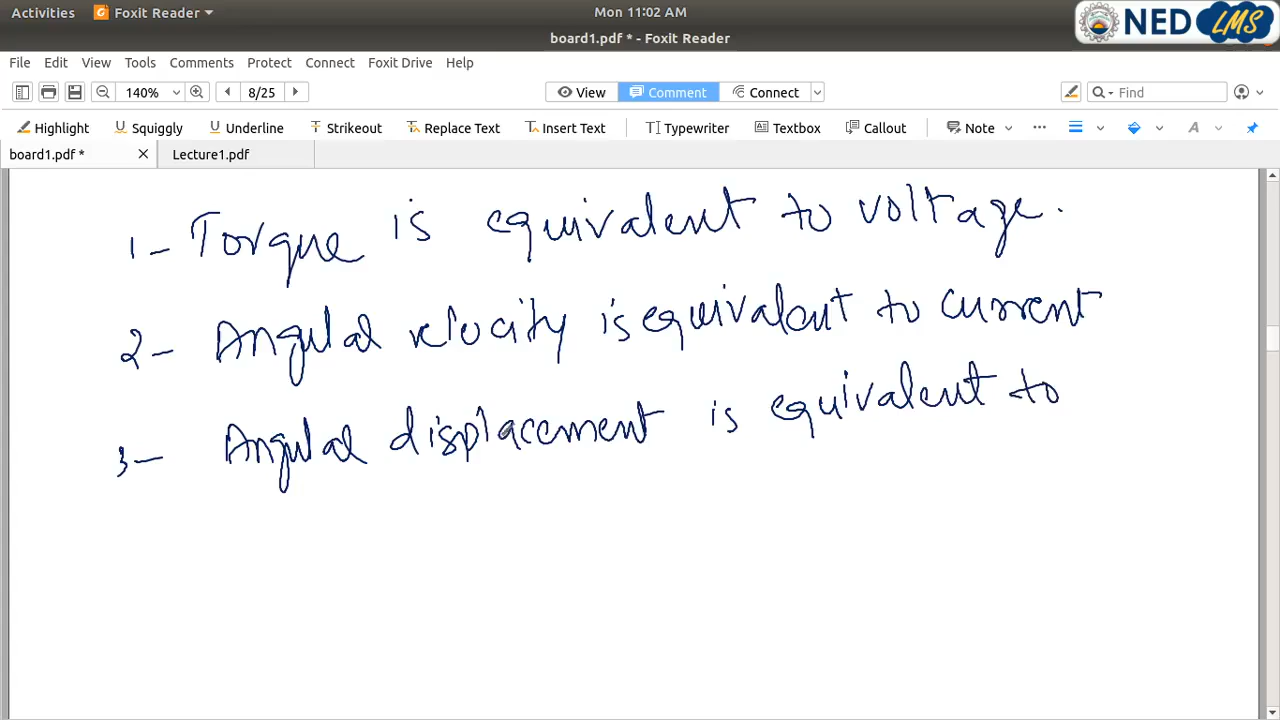 Activities Foxit Reader Mon 11:02 AM NED LMS
board1.pdf * - Foxit Reader
File Edit View Tools Comments Protect Connect Foxit Drive Help
140% 8/25 View Comment Connect Find
Highlight Squiggly Underline Strikeout Replace Text Insert Text Typewriter Textbox Callout Note
board1.pdf * Lecture1.pdf
1- Torque is equivalent to voltage.
2- Angular velocity is equivalent to current
3- Angular displacement is equivalent to